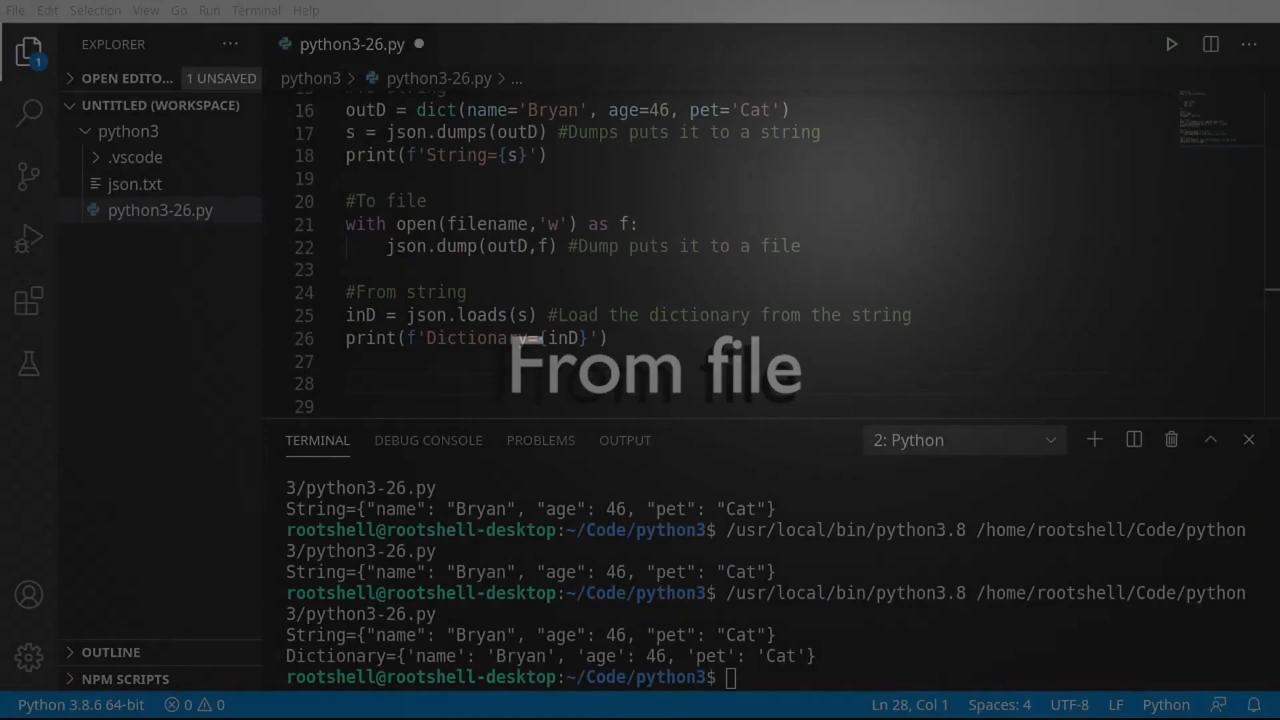 File Edit Selection View Go Run Terminal Help
EXPLORER ...
python3-26.py
OPEN EDITO... 1 UNSAVED
python3 > python3-26.py > ...
UNTITLED (WORKSPACE)
python3
.vscode
json.txt
python3-26.py
16 outD = dict(name='Bryan', age=46, pet='Cat')
17 s = json.dumps(outD) #Dumps puts it to a string
18 print(f'String={s}')
19
20 #To file
21 with open(filename,'w') as f:
22     json.dump(outD,f) #Dump puts it to a file
23
24 #From string
25 inD = json.loads(s) #Load the dictionary from the string
26 print(f'Dictionary={inD}')
27
28
29
From file
TERMINAL DEBUG CONSOLE PROBLEMS OUTPUT 2: Python
3/python3-26.py
String={"name": "Bryan", "age": 46, "pet": "Cat"}
rootshell@rootshell-desktop:~/Code/python3$ /usr/local/bin/python3.8 /home/rootshell/Code/python
3/python3-26.py
String={"name": "Bryan", "age": 46, "pet": "Cat"}
rootshell@rootshell-desktop:~/Code/python3$ /usr/local/bin/python3.8 /home/rootshell/Code/python
3/python3-26.py
String={"name": "Bryan", "age": 46, "pet": "Cat"}
Dictionary={'name': 'Bryan', 'age': 46, 'pet': 'Cat'}
rootshell@rootshell-desktop:~/Code/python3$
OUTLINE
NPM SCRIPTS
1
Python 3.8.6 64-bit 0 0 Ln 28, Col 1 Spaces: 4 UTF-8 LF Python